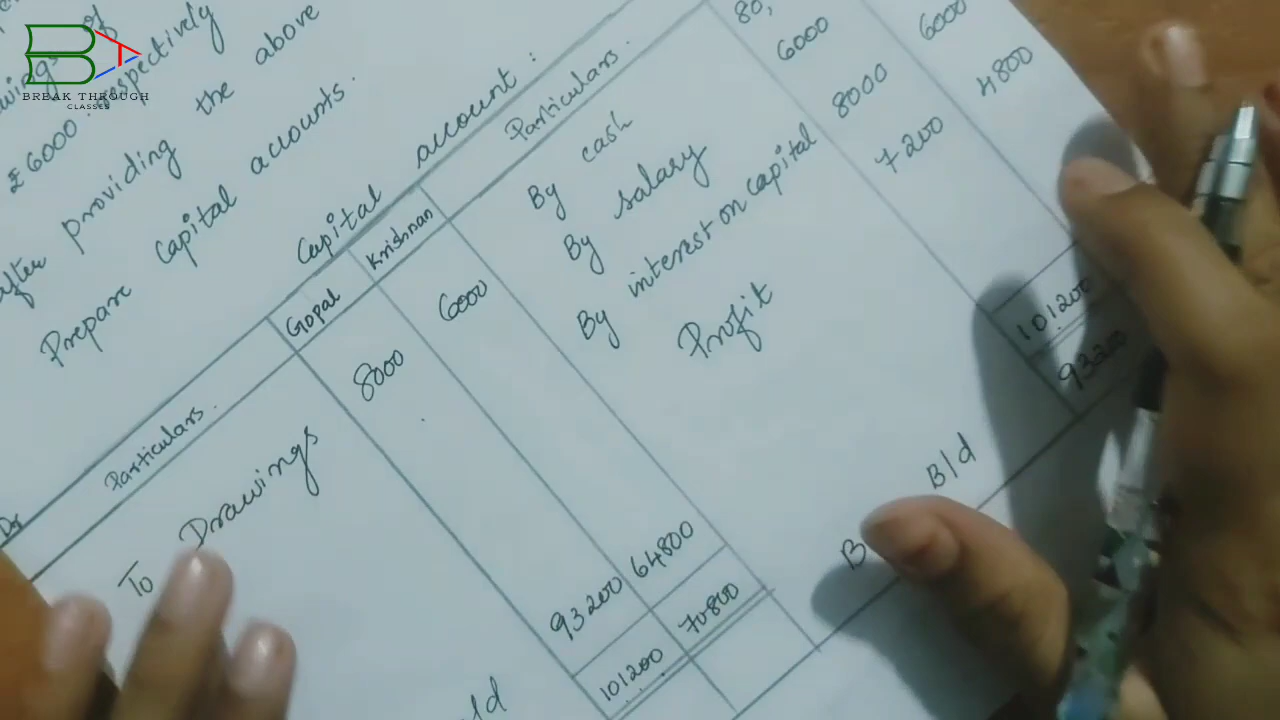 BREAK THROUGH
CLASSES
of
respectively
₹6000
After providing the above
Prepare capital accounts.
Capital account :
Dr
Particulars.
Gopal
Krishnan
Particulars.
To Drawings
8000
6000
By cash
By salary
6000
6000
By interest on capital
8000
4800
Profit
7200
93200
64800
101200
101200
70800
B/d
93200